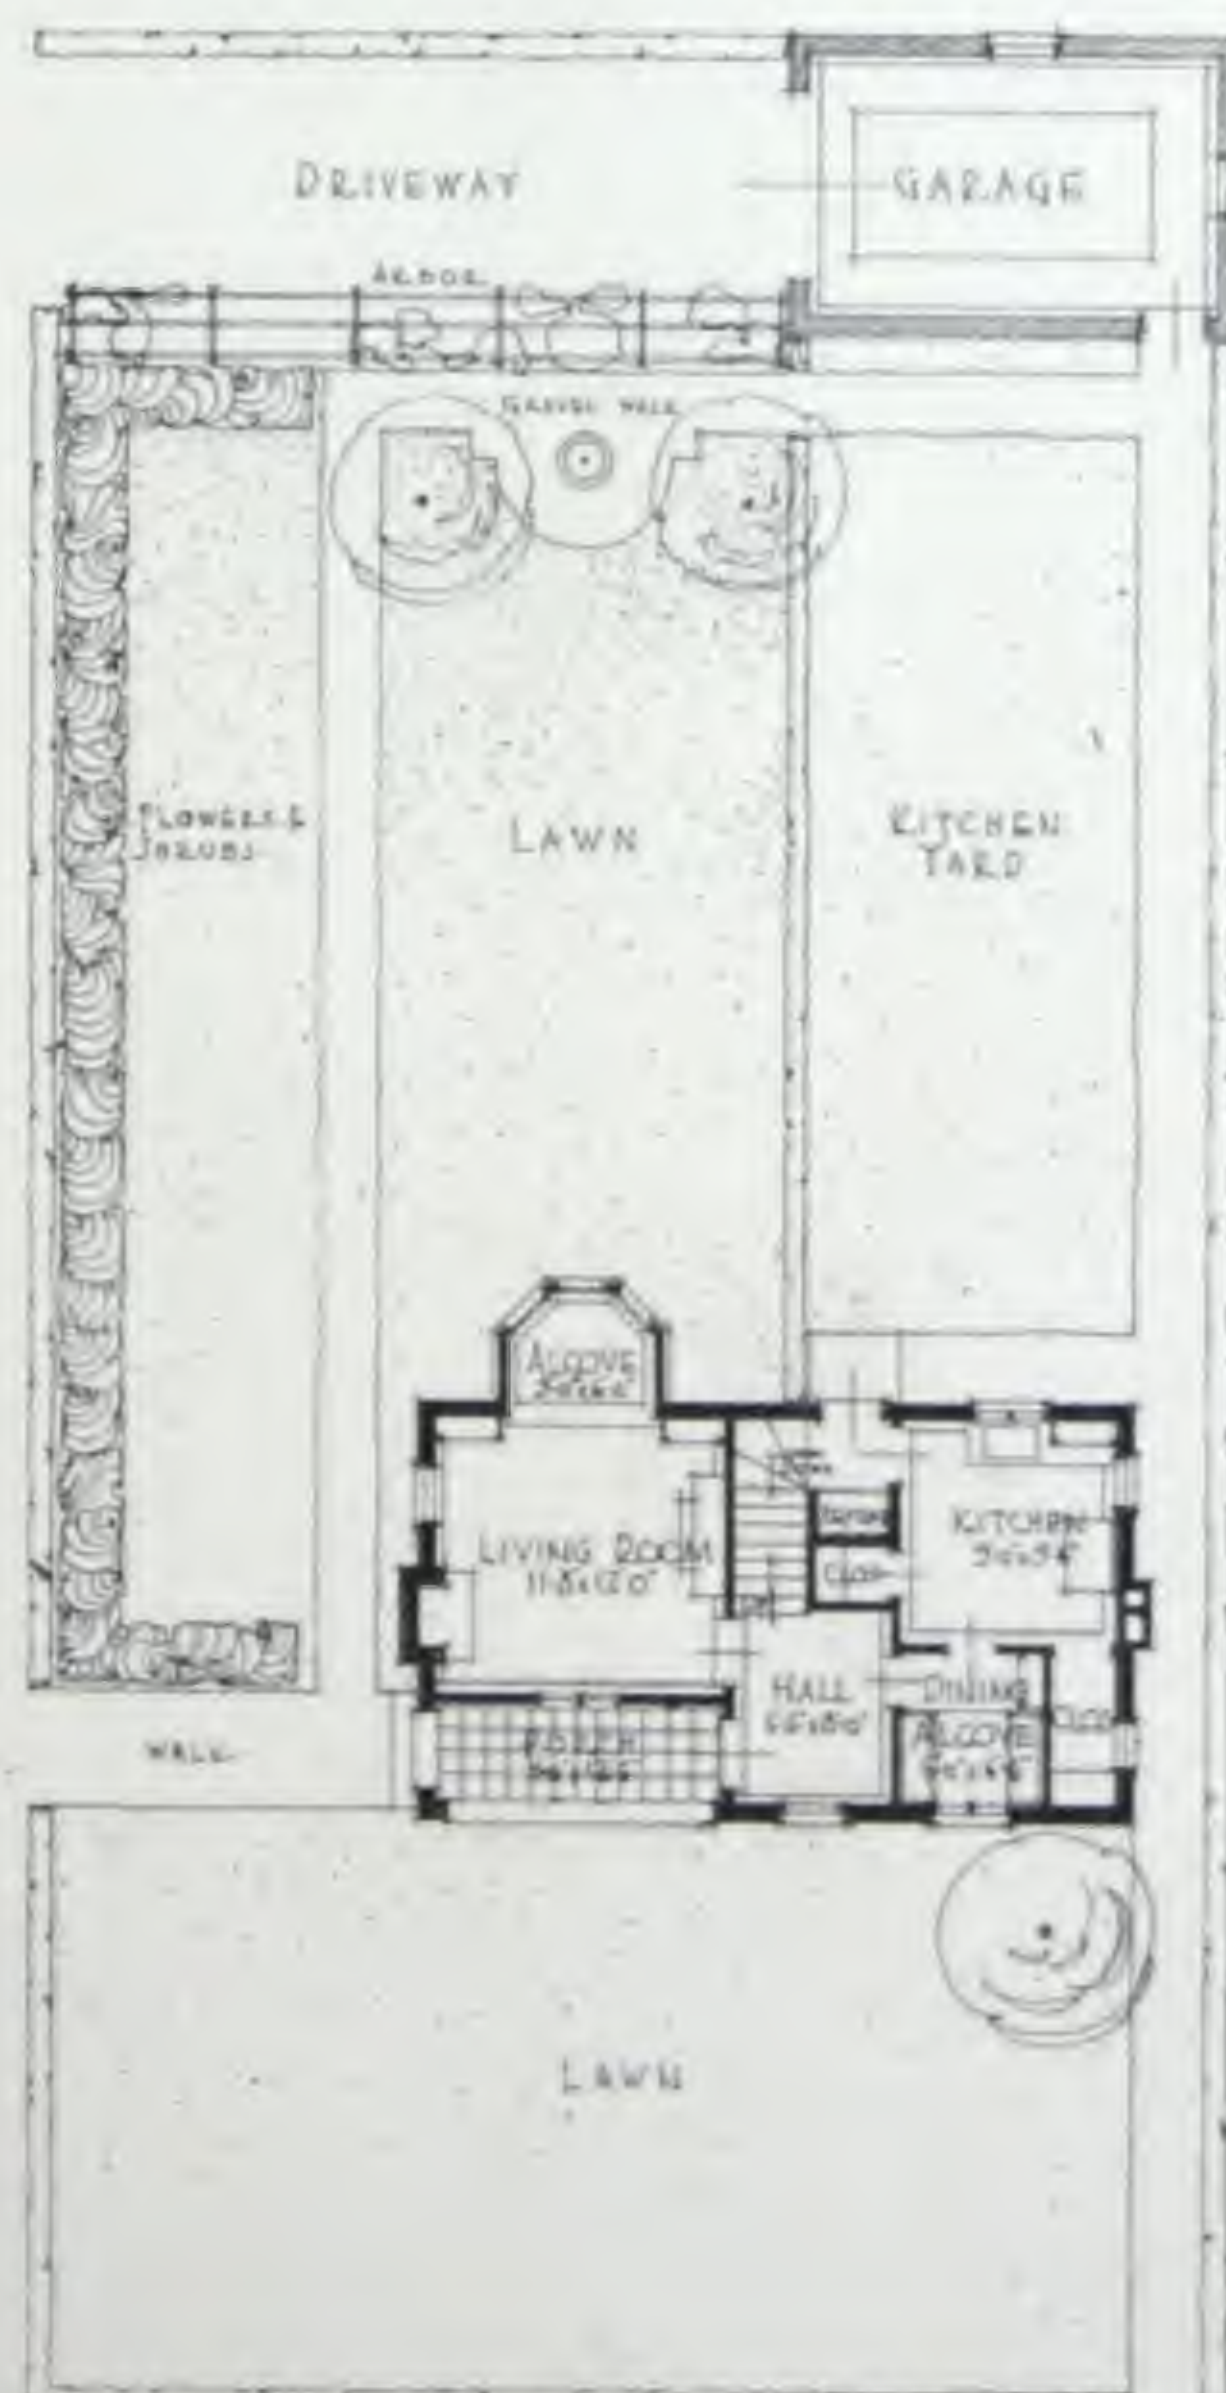 DRIVEWAY
GARAGE
ARBOR
GRAVEL WALK
FLOWERS &
SHRUBS
LAWN
KITCHEN
YARD
ALCOVE
LIVING ROOM
KITCHEN
CLOS
HALL
DINING
ALCOVE
CLOS
PORCH
WALK
LAWN